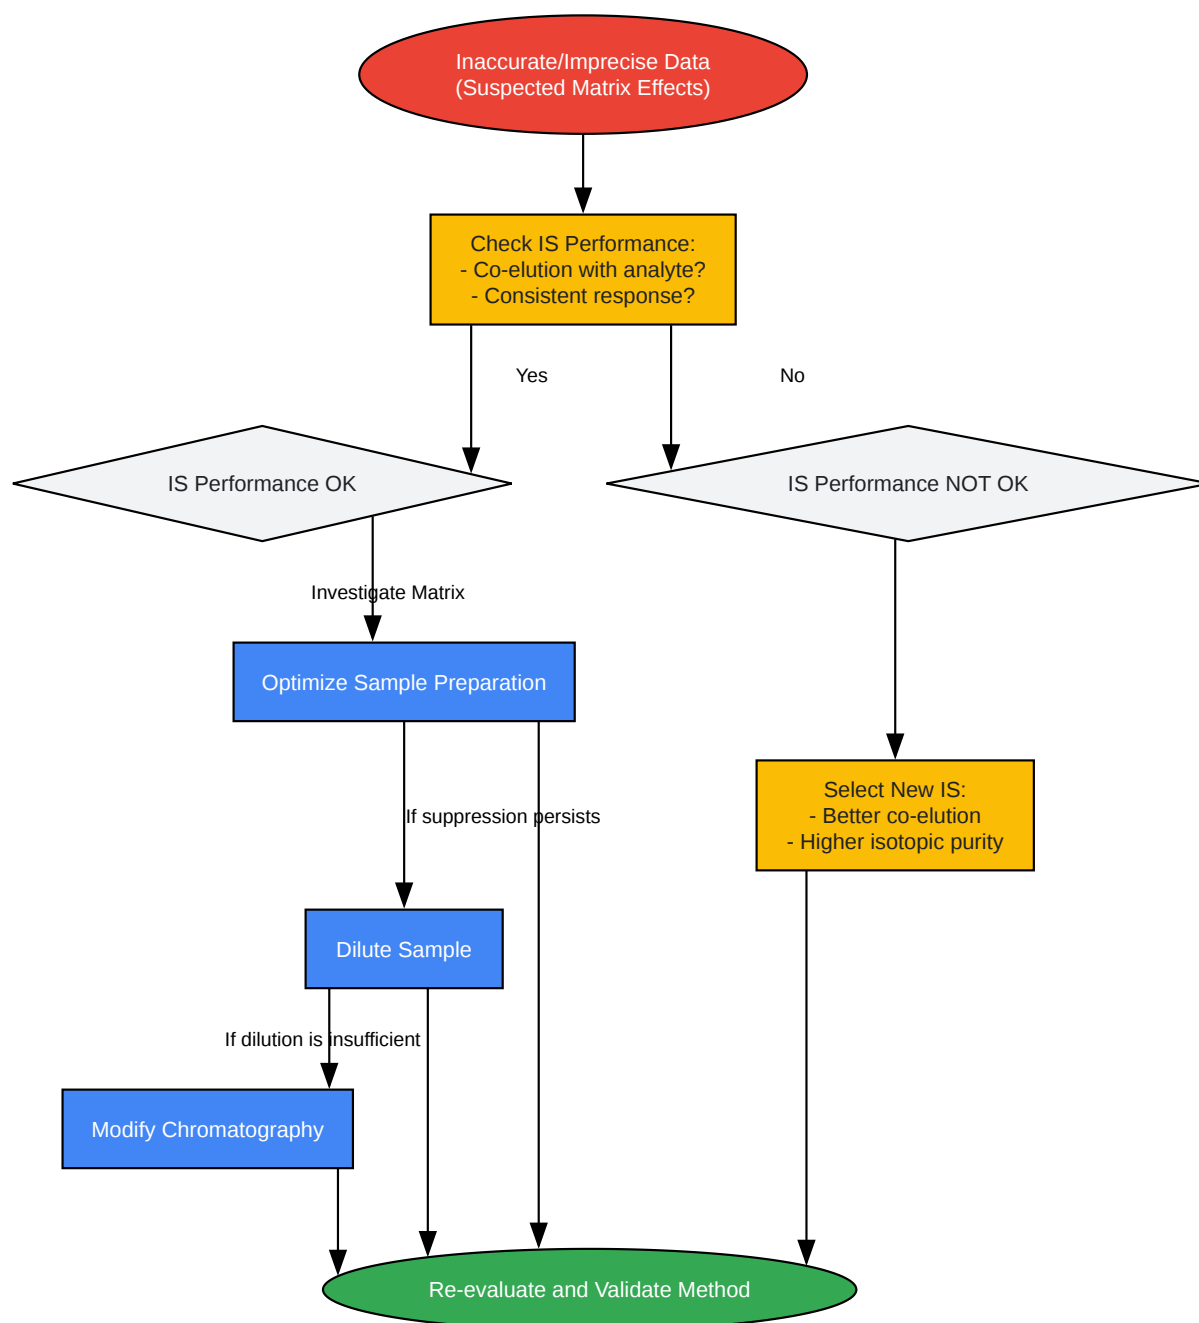 Inaccurate/Imprecise Data
(Suspected Matrix Effects)
Check IS Performance:
- Co-elution with analyte?
- Consistent response?
Yes
No
IS Performance OK
IS Performance NOT OK
Investigate Matrix
Optimize Sample Preparation
If suppression persists
Select New IS:
- Better co-elution
- Higher isotopic purity
Dilute Sample
If dilution is insufficient
Modify Chromatography
Re-evaluate and Validate Method